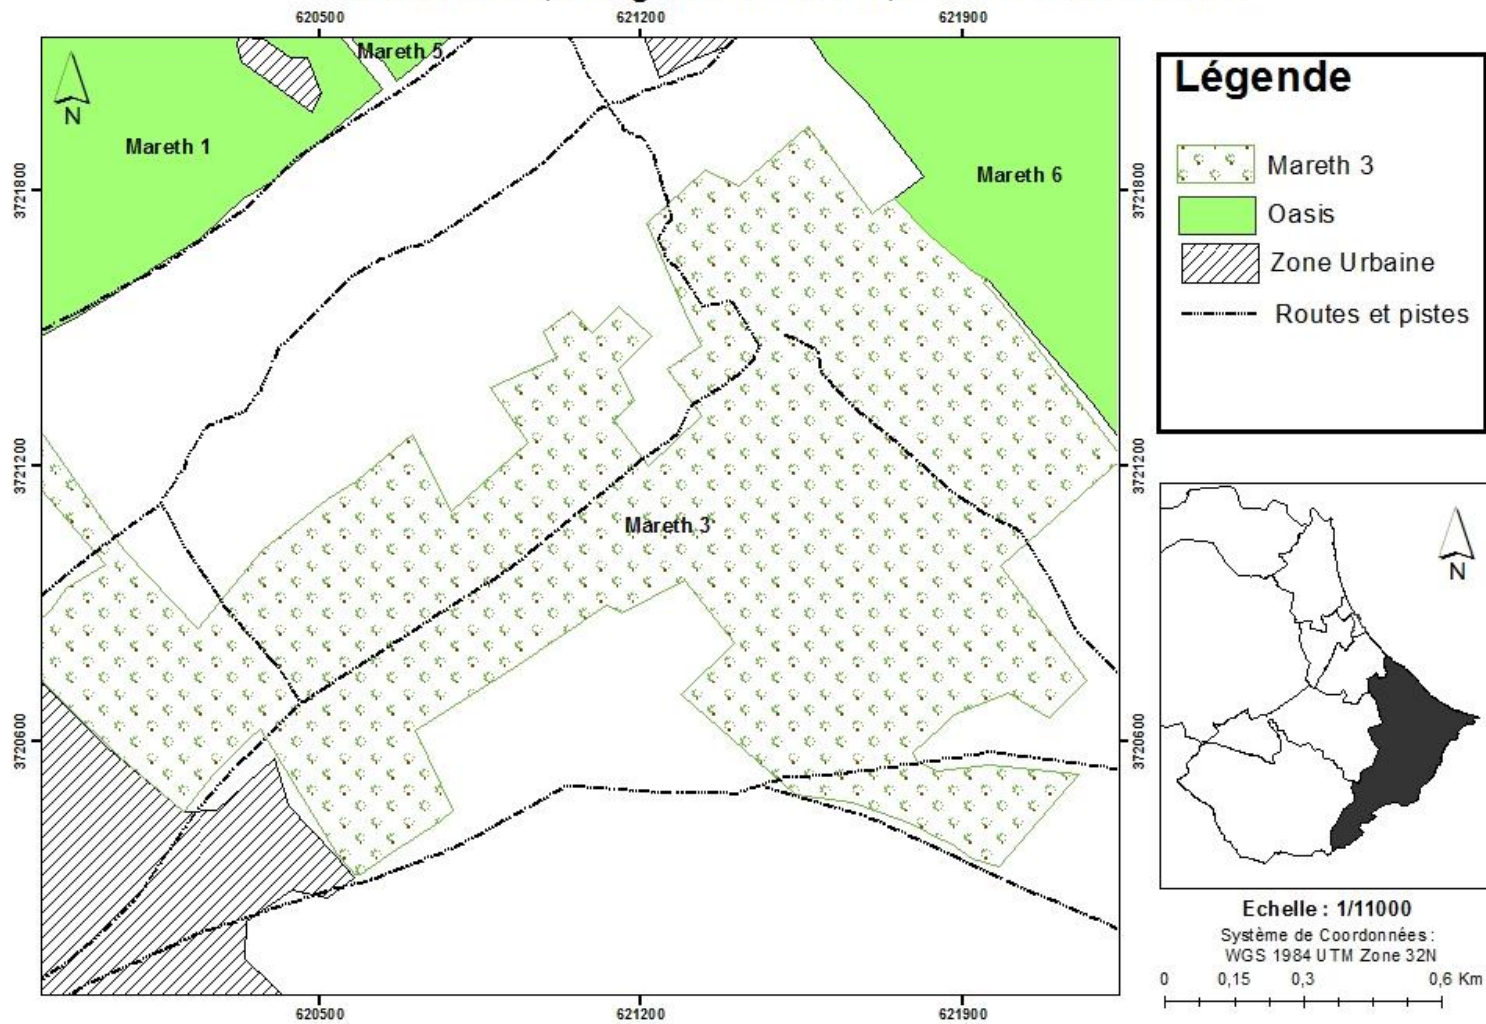 620500
621200
621900
Mareth 5
N
Mareth 1
Mareth 6
3721800
3721800
3721200
3721200
Mareth 3
3720600
3720600
620500
621200
621900
Légende
Mareth 3
Oasis
Zone Urbaine
Routes et pistes
N
Echelle : 1/11000
Système de Coordonnées :
WGS 1984 UTM Zone 32N
0 0,15 0,3 0,6 Km